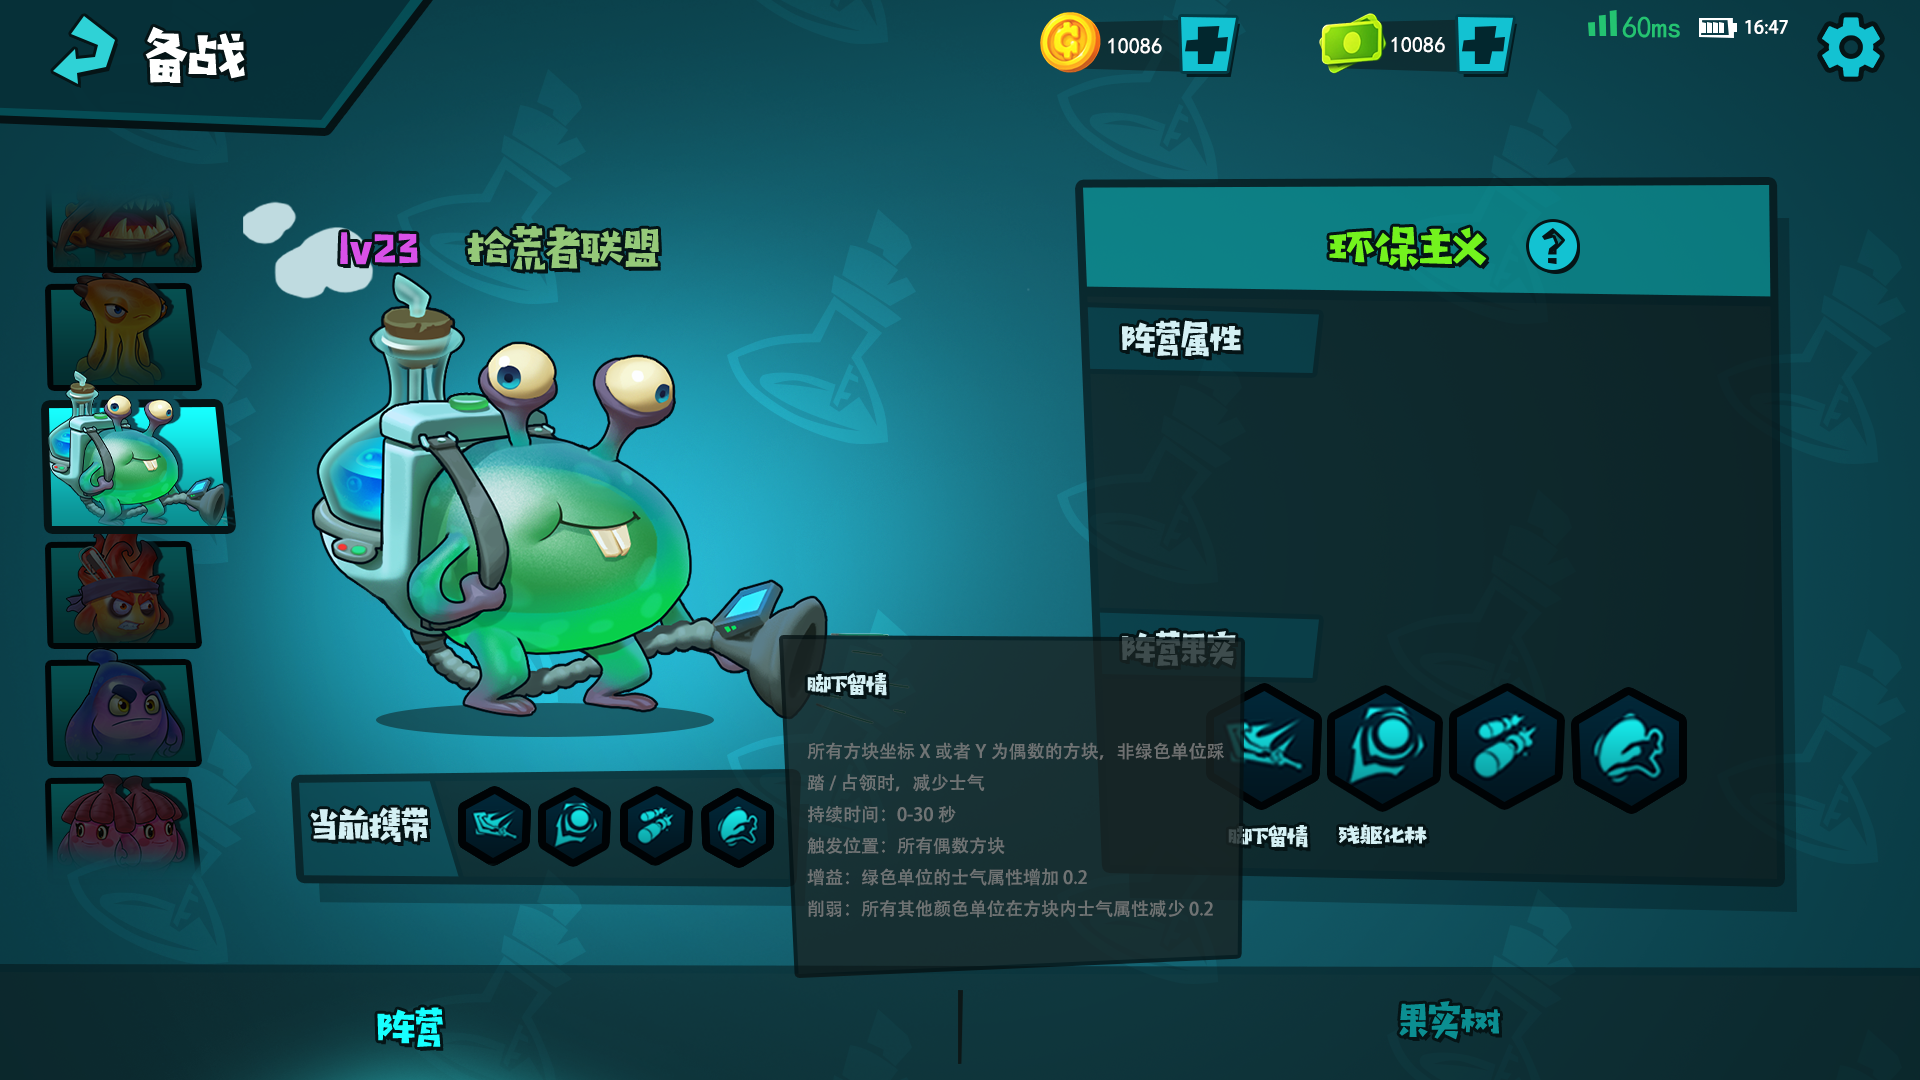 备战
10086
10086
60ms
16:47
lv23
拾荒者联盟
环保主义
?
阵营属性
阵营果实
脚下留情
所有方块坐标 X 或者 Y 为偶数的方块，非绿色单位踩
踏 / 占领时，减少士气
持续时间：0-30 秒
触发位置：所有偶数方块
增益：绿色单位的士气属性增加 0.2
削弱：所有其他颜色单位在方块内士气属性减少 0.2
当前携带
脚下留情
残躯化林
阵营
果实树